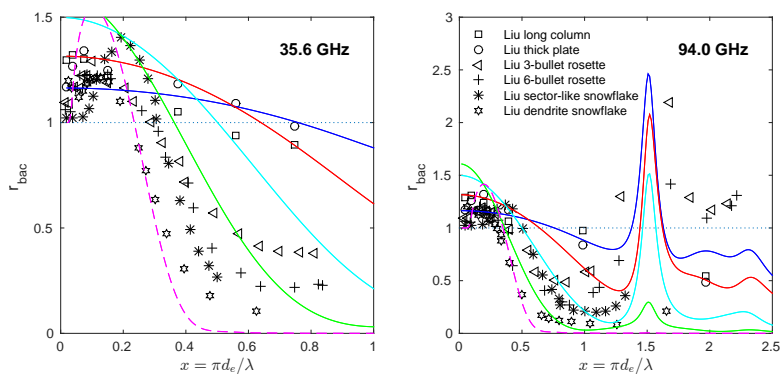 35.6 GHz
r_bac
1.5
1
0.5
0
0 0.2 0.4 0.6 0.8 1
x = πd_e/λ
94.0 GHz
Liu long column
Liu thick plate
Liu 3-bullet rosette
Liu 6-bullet rosette
Liu sector-like snowflake
Liu dendrite snowflake
r_bac
3
2.5
2
1.5
1
0.5
0
0 0.5 1 1.5 2 2.5
x = πd_e/λ